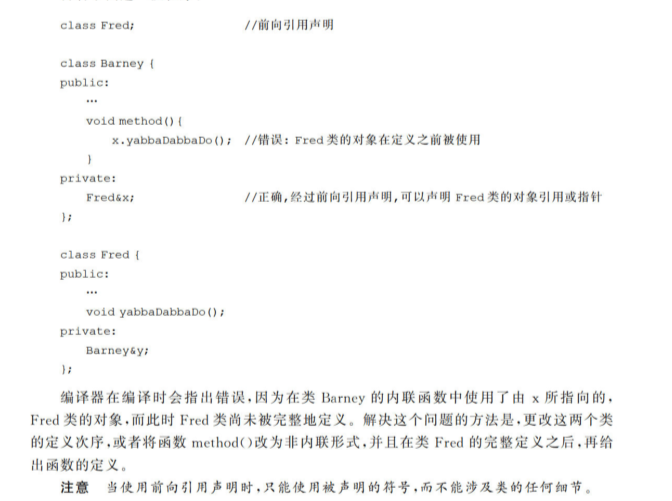 class Fred; //前向引用声明
class Barney {
public:
…
void method(){
x.yabbaDabbaDo(); //错误: Fred 类的对象在定义之前被使用
}
private:
Fred&x; //正确,经过前向引用声明,可以声明 Fred 类的对象引用或指针
};
class Fred {
public:
…
void yabbaDabbaDo();
private:
Barney&y;
};
编译器在编译时会指出错误,因为在类 Barney 的内联函数中使用了由 x 所指向的,
Fred 类的对象,而此时 Fred 类尚未被完整地定义。解决这个问题的方法是,更改这两个类
的定义次序,或者将函数 method()改为非内联形式,并且在类 Fred 的完整定义之后,再给
出函数的定义。
注意 当使用前向引用声明时,只能使用被声明的符号,而不能涉及类的任何细节。